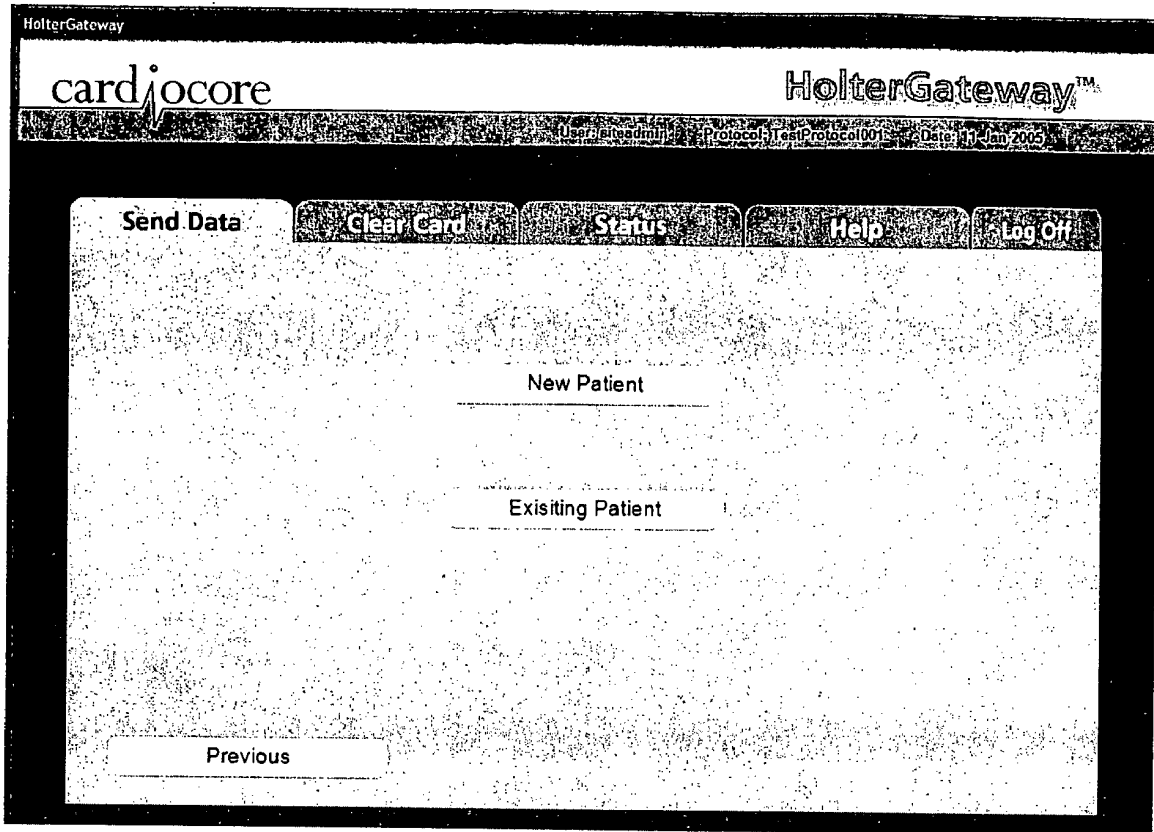 HolterGateway
cardiocore
HolterGateway™
User: siteadmin Protocol: TestProtocol001 Date: 11-Jan-2005
Send Data Clear Card Status Help Log Off
New Patient
Exisiting Patient
Previous